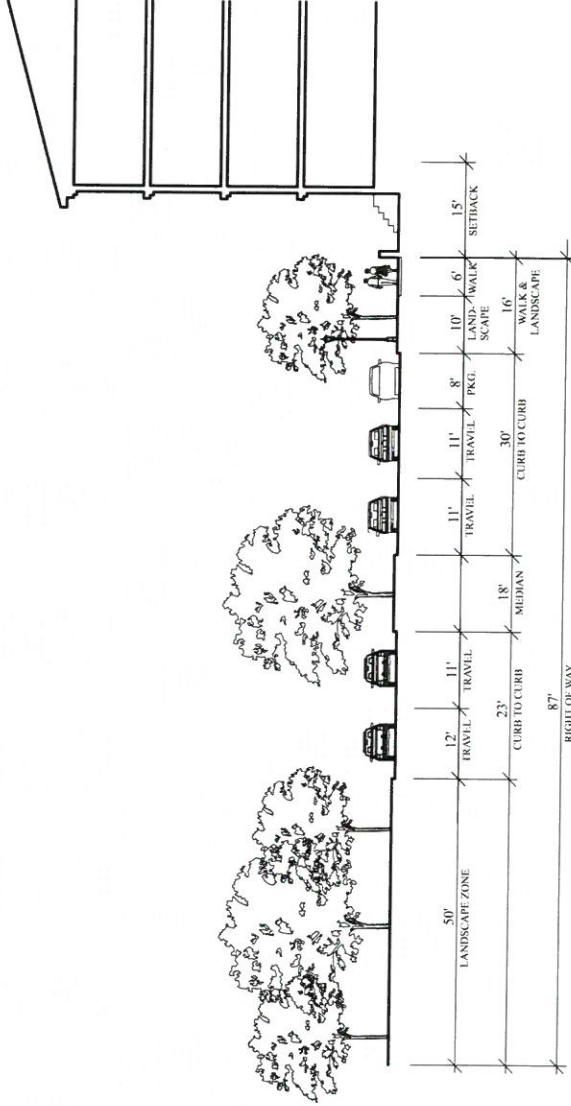 50'
LANDSCAPE ZONE
12'
TRAVEL
11'
TRAVEL
11'
TRAVEL
11'
TRAVEL
8'
PKG.
10'
LAND-
SCAPE
6'
WALK
15'
SETBACK
23'
CURB TO CURB
18'
MEDIAN
30'
CURB TO CURB
16'
WALK &
LANDSCAPE
87'
RIGHT OF WAY